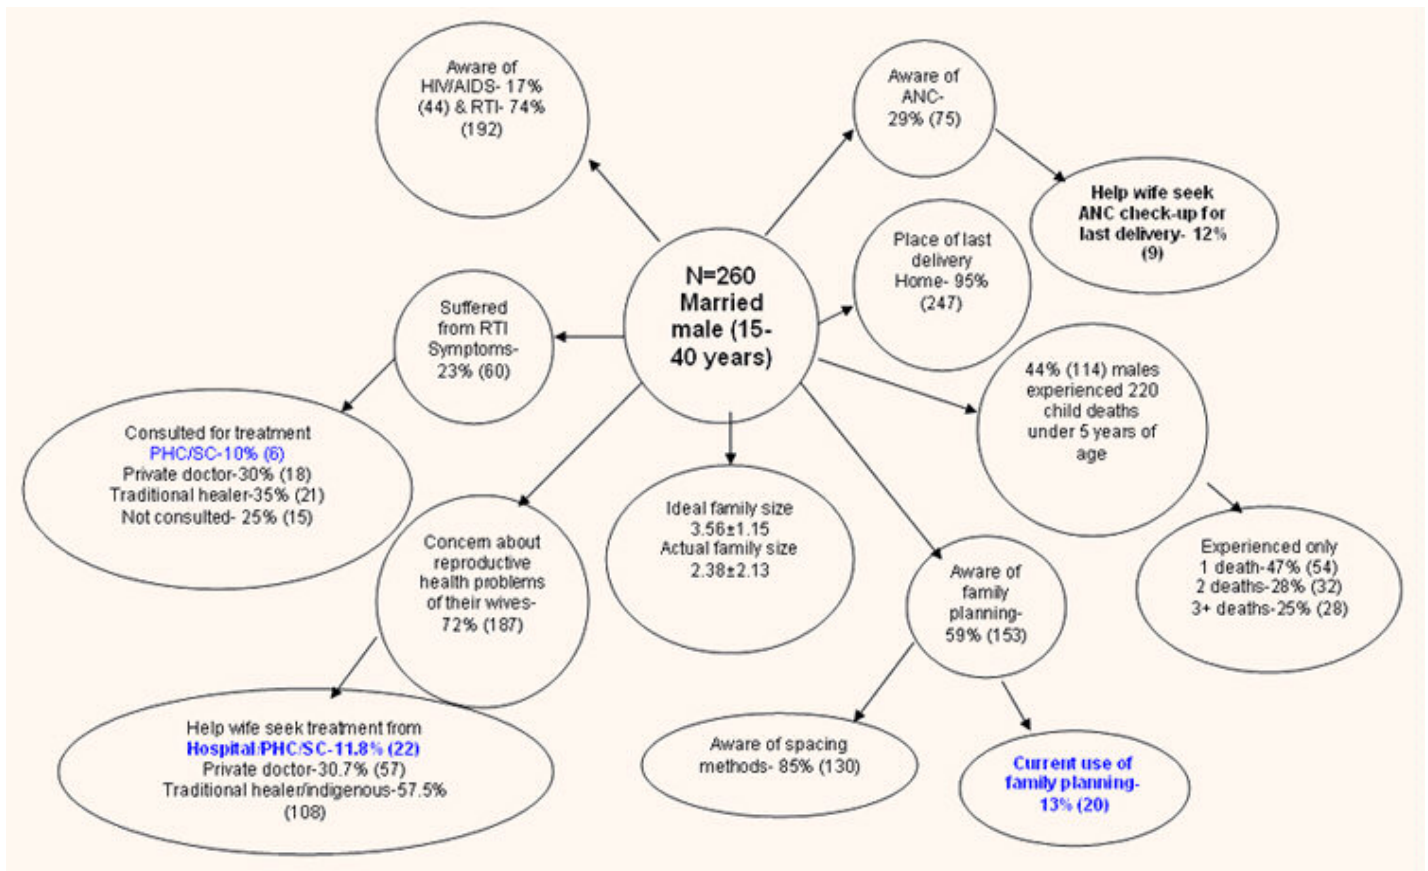 Aware of
HIV/AIDS- 17%
(44) & RTI- 74%
(192)
Aware of
ANC-
29% (75)
Help wife seek
ANC check-up for
last delivery- 12%
(9)
Place of last
delivery
Home- 95%
(247)
N=260
Married
male (15-
40 years)
Suffered
from RTI
Symptoms-
23% (60)
44% (114) males
experienced 220
child deaths
under 5 years of
age
Consulted for treatment
PHC/SC-10% (6)
Private doctor-30% (18)
Traditional healer-35% (21)
Not consulted- 25% (15)
Ideal family size
3.56±1.15
Actual family size
2.38±2.13
Concern about
reproductive
health problems
of their wives-
72% (187)
Experienced only
1 death-47% (54)
2 deaths-28% (32)
3+ deaths-25% (28)
Aware of
family
planning-
59% (153)
Help wife seek treatment from
Hospital/PHC/SC-11.8% (22)
Private doctor-30.7% (57)
Traditional healer/indigenous-57.5%
(108)
Aware of spacing
methods- 85% (130)
Current use of
family planning-
13% (20)